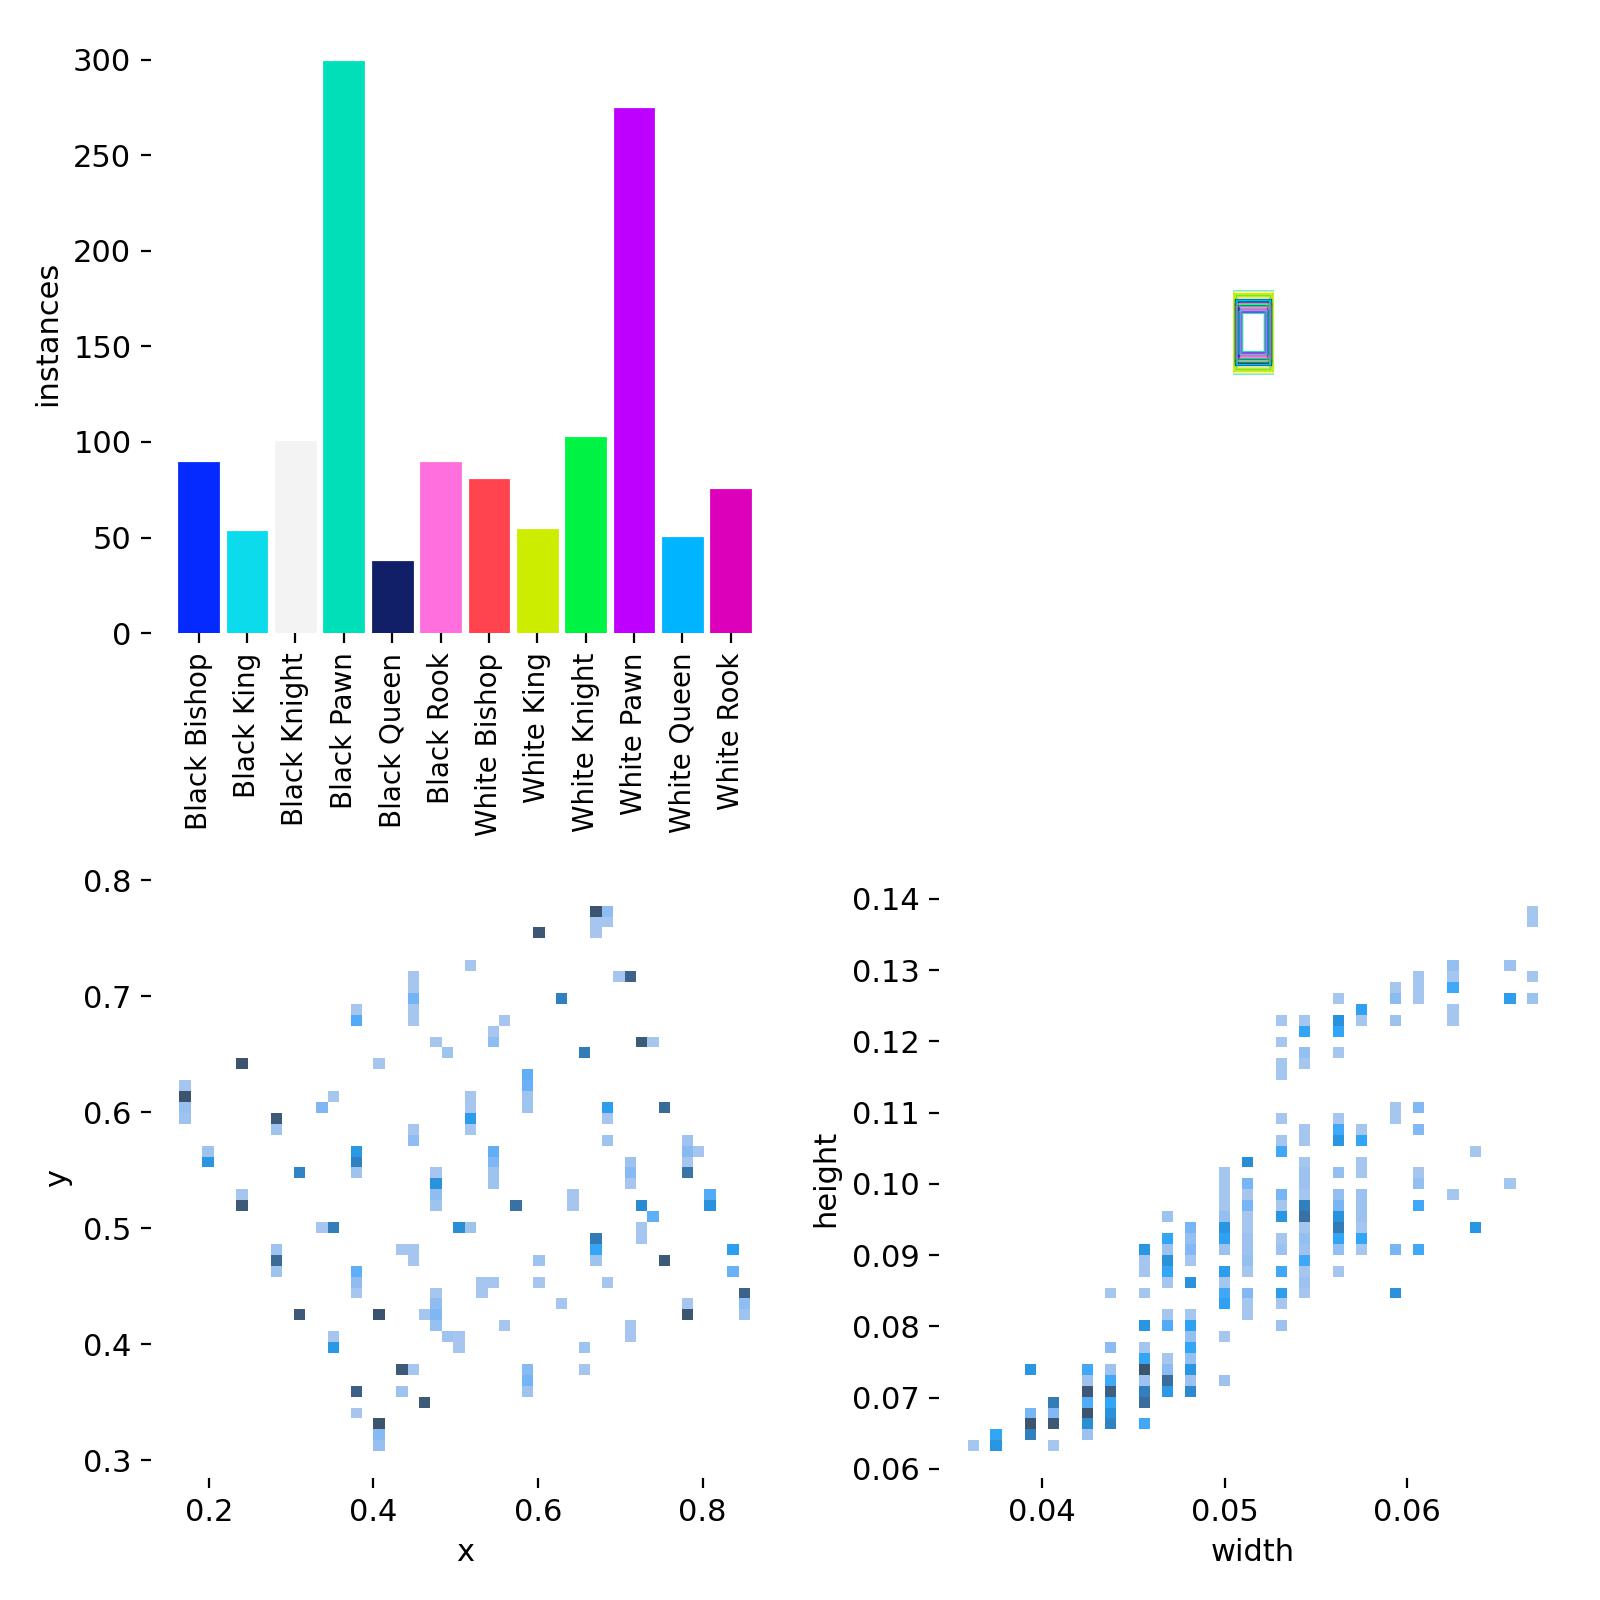 300
250
200
150
100
50
0
instances
Black Bishop
Black King
Black Knight
Black Pawn
Black Queen
Black Rook
White Bishop
White King
White Knight
White Pawn
White Queen
White Rook
0.8
0.7
0.6
0.5
0.4
0.3
y
0.2 0.4 0.6 0.8
x
0.14
0.13
0.12
0.11
0.10
0.09
0.08
0.07
0.06
height
0.04 0.05 0.06
width